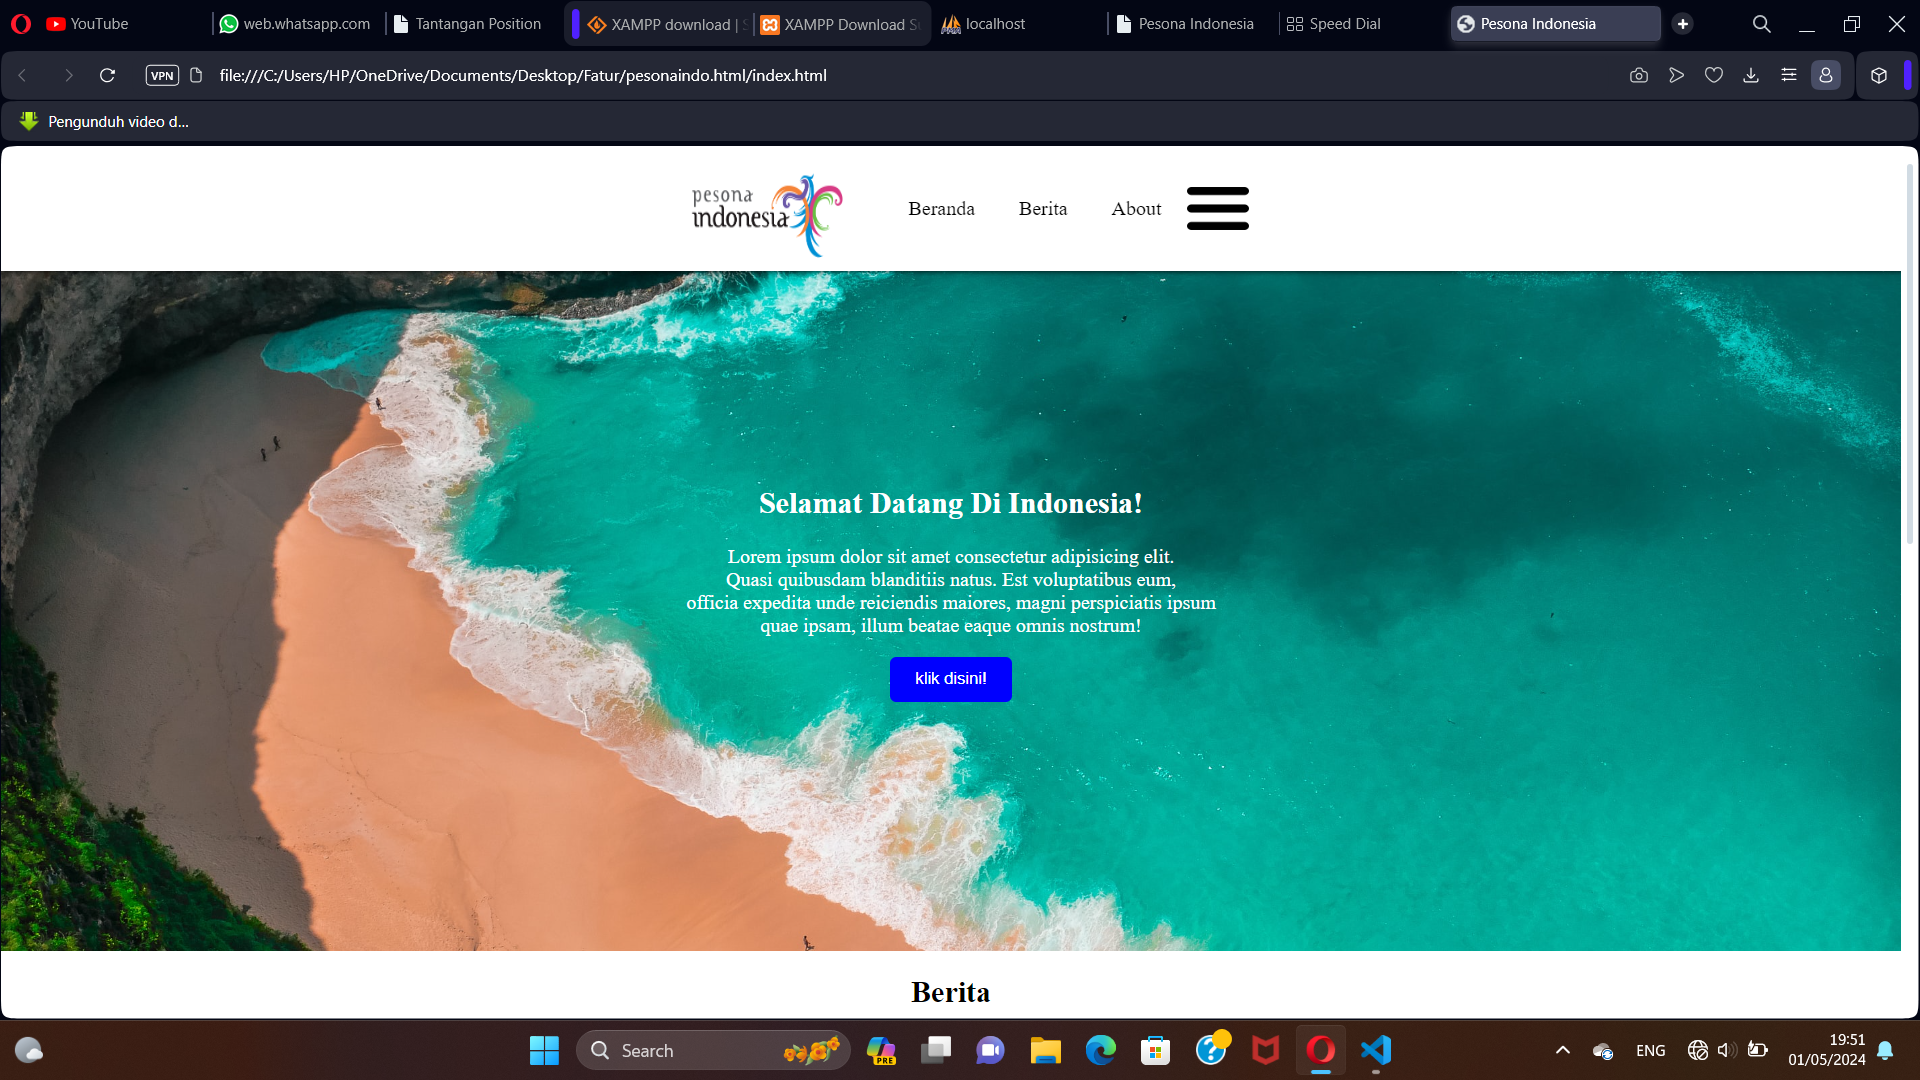 YouTube
web.whatsapp.com
Tantangan Position
XAMPP download |
XAMPP Download
localhost
Pesona Indonesia
Speed Dial
Pesona Indonesia
VPN
file:///C:/Users/HP/OneDrive/Documents/Desktop/Fatur/pesonaindo.html/index.html
Pengunduh video d...
pesona
indonesia
Beranda
Berita
About
Selamat Datang Di Indonesia!
Lorem ipsum dolor sit amet consectetur adipisicing elit.
Quasi quibusdam blanditiis natus. Est voluptatibus eum,
officia expedita unde reiciendis maiores, magni perspiciatis ipsum
quae ipsam, illum beatae eaque omnis nostrum!
klik disini!
Berita
Search
PRE
ENG
19:51
01/05/2024